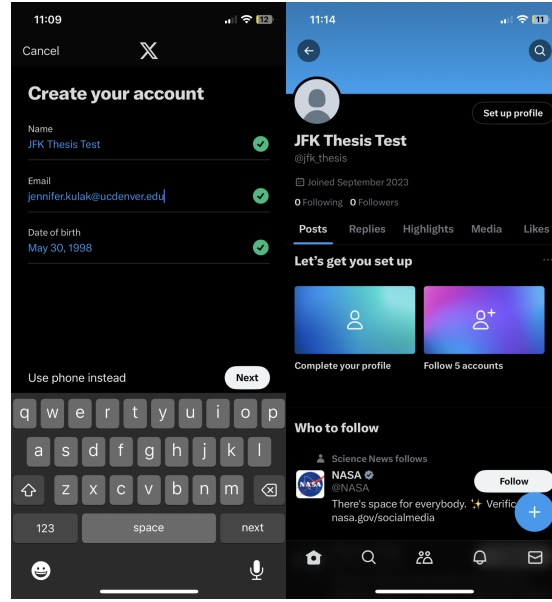 11:09
12
Cancel
X
Create your account
Name
JFK Thesis Test
Email
jennifer.kulak@ucdenver.edu
Date of birth
May 30, 1998
Use phone instead
Next
q w e r t y u i o p
a s d f g h j k l
z x c v b n m
123
space
next
11:14
11
Set up profile
JFK Thesis Test
@jfk_thesis
Joined September 2023
0 Following 0 Followers
Posts Replies Highlights Media Likes
Let's get you set up
Complete your profile
Follow 5 accounts
Who to follow
Science News follows
NASA
NASA
@NASA
Follow
There's space for everybody. ✨ Verific
nasa.gov/socialmedia